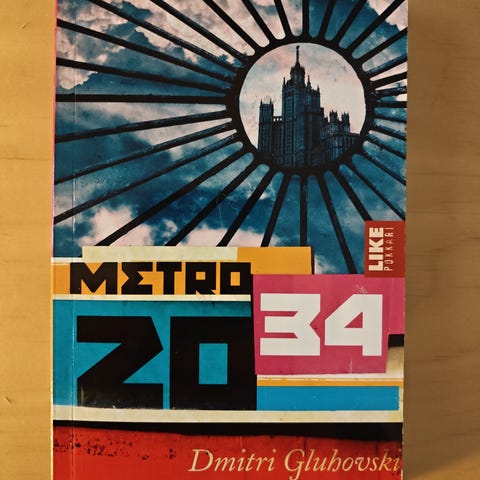 LIKE
POKKARI
METRO
20
34
Dmitri Gluhovski